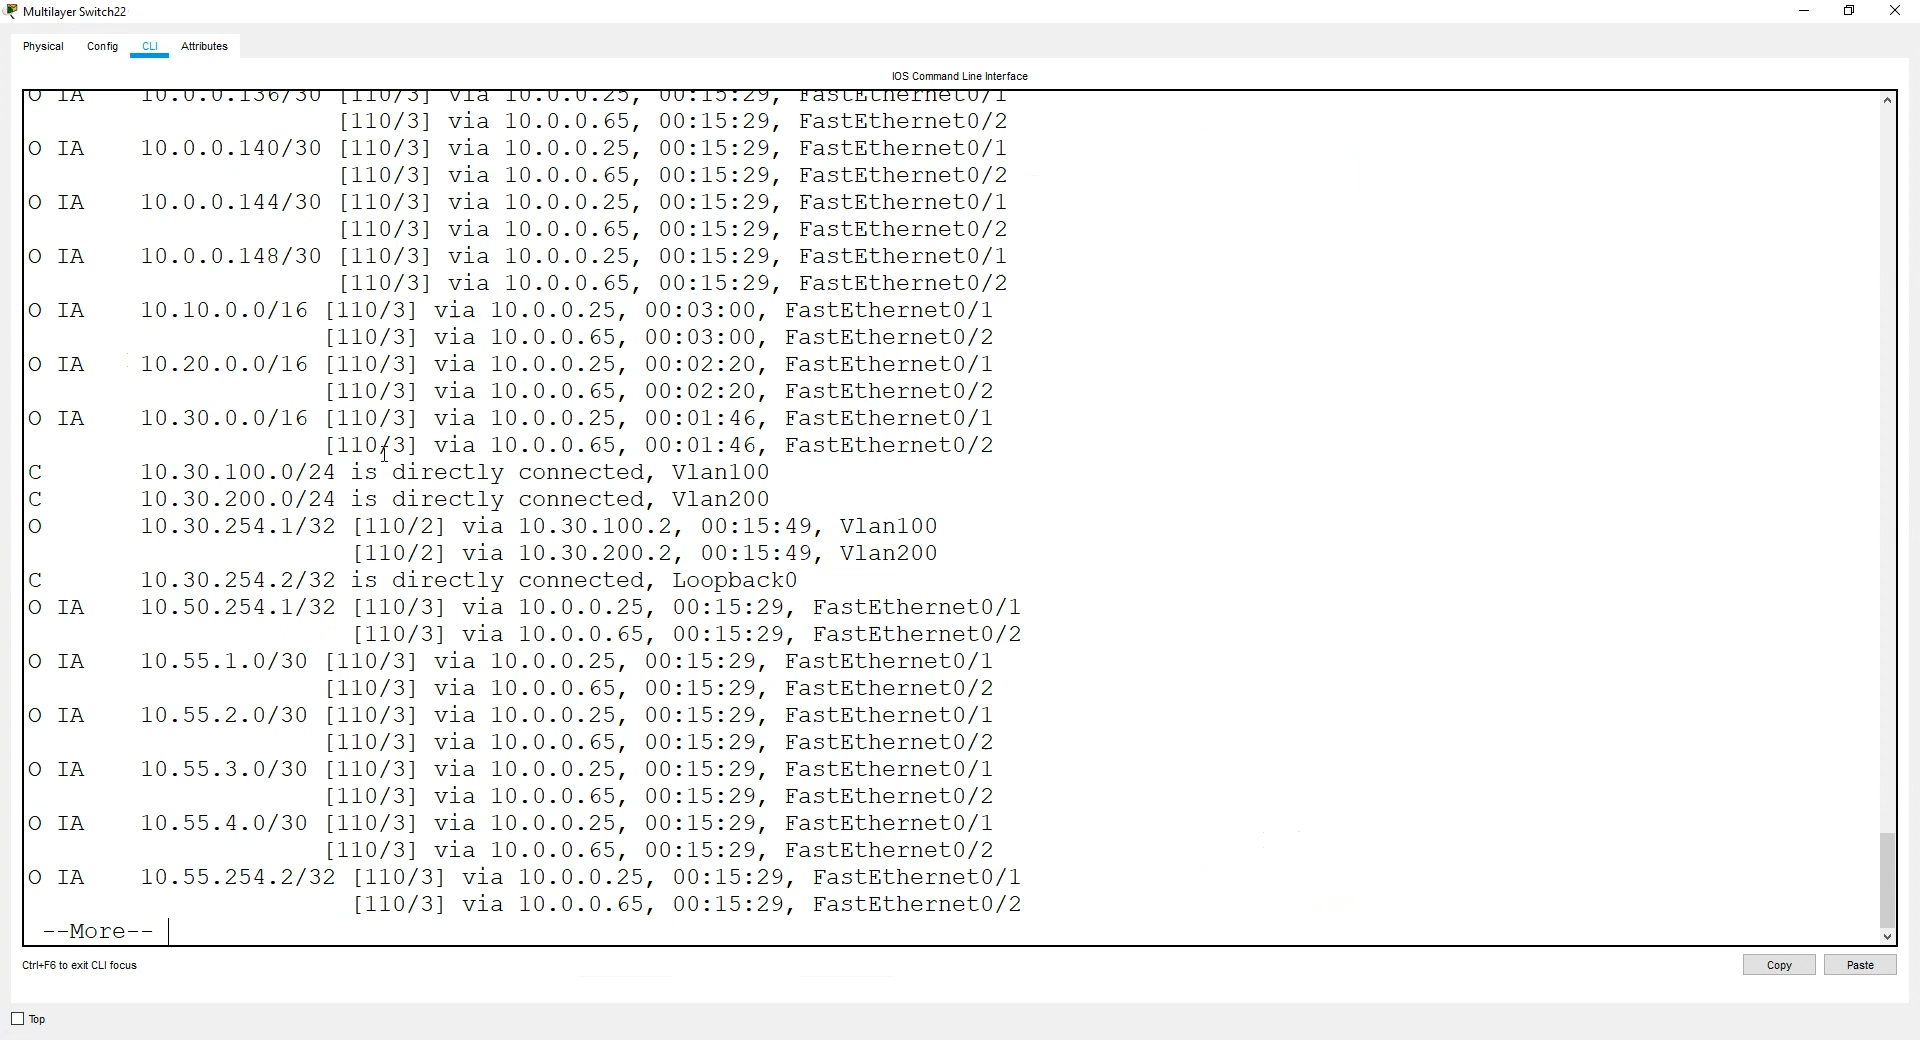 Multilayer Switch22
Physical Config CLI Attributes
IOS Command Line Interface
O IA 10.0.0.136/30 [110/3] via 10.0.0.25, 00:15:29, FastEthernet0/1
[110/3] via 10.0.0.65, 00:15:29, FastEthernet0/2
O IA 10.0.0.140/30 [110/3] via 10.0.0.25, 00:15:29, FastEthernet0/1
[110/3] via 10.0.0.65, 00:15:29, FastEthernet0/2
O IA 10.0.0.144/30 [110/3] via 10.0.0.25, 00:15:29, FastEthernet0/1
[110/3] via 10.0.0.65, 00:15:29, FastEthernet0/2
O IA 10.0.0.148/30 [110/3] via 10.0.0.25, 00:15:29, FastEthernet0/1
[110/3] via 10.0.0.65, 00:15:29, FastEthernet0/2
O IA 10.10.0.0/16 [110/3] via 10.0.0.25, 00:03:00, FastEthernet0/1
[110/3] via 10.0.0.65, 00:03:00, FastEthernet0/2
O IA 10.20.0.0/16 [110/3] via 10.0.0.25, 00:02:20, FastEthernet0/1
[110/3] via 10.0.0.65, 00:02:20, FastEthernet0/2
O IA 10.30.0.0/16 [110/3] via 10.0.0.25, 00:01:46, FastEthernet0/1
[110/3] via 10.0.0.65, 00:01:46, FastEthernet0/2
C 10.30.100.0/24 is directly connected, Vlan100
C 10.30.200.0/24 is directly connected, Vlan200
O 10.30.254.1/32 [110/2] via 10.30.100.2, 00:15:49, Vlan100
[110/2] via 10.30.200.2, 00:15:49, Vlan200
C 10.30.254.2/32 is directly connected, Loopback0
O IA 10.50.254.1/32 [110/3] via 10.0.0.25, 00:15:29, FastEthernet0/1
[110/3] via 10.0.0.65, 00:15:29, FastEthernet0/2
O IA 10.55.1.0/30 [110/3] via 10.0.0.25, 00:15:29, FastEthernet0/1
[110/3] via 10.0.0.65, 00:15:29, FastEthernet0/2
O IA 10.55.2.0/30 [110/3] via 10.0.0.25, 00:15:29, FastEthernet0/1
[110/3] via 10.0.0.65, 00:15:29, FastEthernet0/2
O IA 10.55.3.0/30 [110/3] via 10.0.0.25, 00:15:29, FastEthernet0/1
[110/3] via 10.0.0.65, 00:15:29, FastEthernet0/2
O IA 10.55.4.0/30 [110/3] via 10.0.0.25, 00:15:29, FastEthernet0/1
[110/3] via 10.0.0.65, 00:15:29, FastEthernet0/2
O IA 10.55.254.2/32 [110/3] via 10.0.0.25, 00:15:29, FastEthernet0/1
[110/3] via 10.0.0.65, 00:15:29, FastEthernet0/2
--More--
Ctrl+F6 to exit CLI focus
Copy Paste
Top